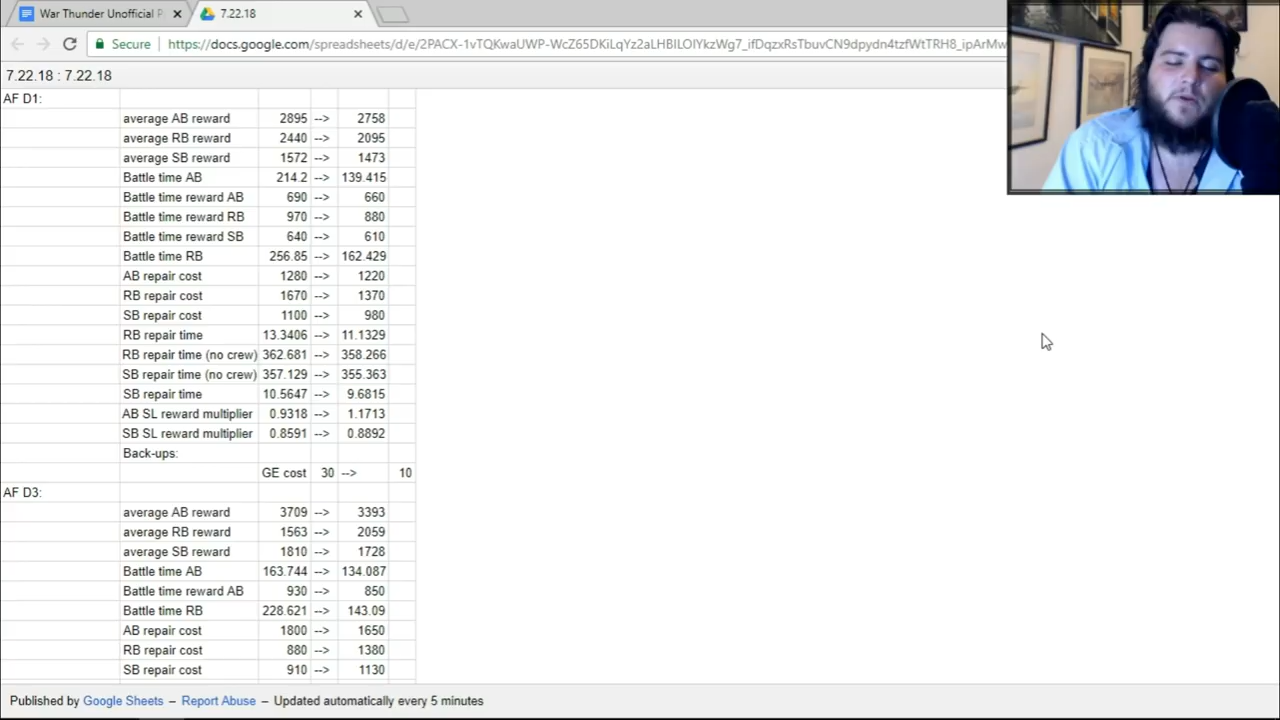 War Thunder Unofficial P
7.22.18
Secure
https://docs.google.com/spreadsheets/d/e/2PACX-1vTQKwaUWP-WcZ65DKiLqYz2aLHBILOIYkzWg7_ifDqzxRsTbuvCN9dpydn4tzfWtTRH8_ipArMw
7.22.18 : 7.22.18
AF D1:
average AB reward 2895 --> 2758
average RB reward 2440 --> 2095
average SB reward 1572 --> 1473
Battle time AB 214.2 --> 139.415
Battle time reward AB 690 --> 660
Battle time reward RB 970 --> 880
Battle time reward SB 640 --> 610
Battle time RB 256.85 --> 162.429
AB repair cost 1280 --> 1220
RB repair cost 1670 --> 1370
SB repair cost 1100 --> 980
RB repair time 13.3406 --> 11.1329
RB repair time (no crew) 362.681 --> 358.266
SB repair time (no crew) 357.129 --> 355.363
SB repair time 10.5647 --> 9.6815
AB SL reward multiplier 0.9318 --> 1.1713
SB SL reward multiplier 0.8591 --> 0.8892
Back-ups:
GE cost 30 --> 10
AF D3:
average AB reward 3709 --> 3393
average RB reward 1563 --> 2059
average SB reward 1810 --> 1728
Battle time AB 163.744 --> 134.087
Battle time reward AB 930 --> 850
Battle time RB 228.621 --> 143.09
AB repair cost 1800 --> 1650
RB repair cost 880 --> 1380
SB repair cost 910 --> 1130
Published by Google Sheets – Report Abuse – Updated automatically every 5 minutes